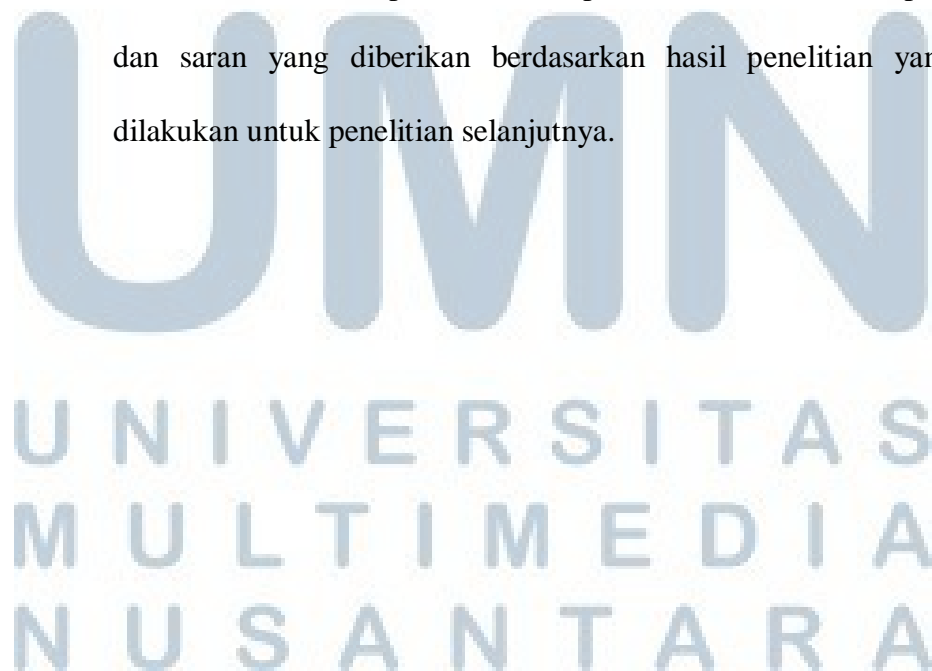 dan saran yang diberikan berdasarkan hasil penelitian
dilakukan untuk penelitian selanjutnya.
UMN
UNIVERSITAS
MULTIMEDIA
NUSANTARA